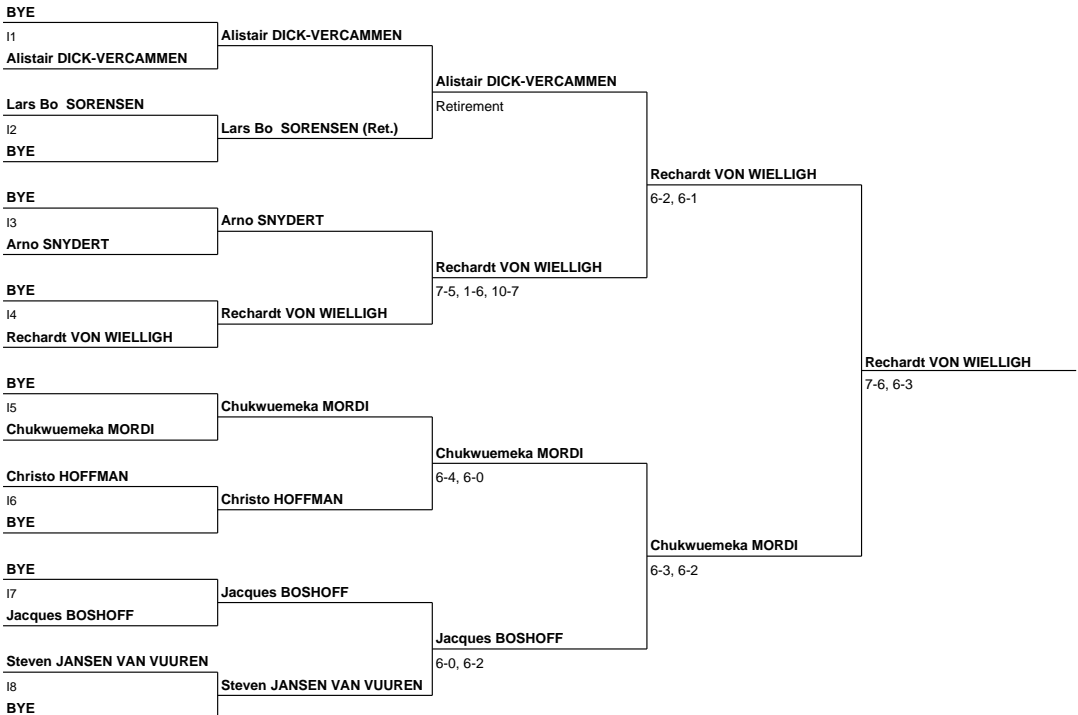 BYE
I1
Alistair DICK-VERCAMMEN
Alistair DICK-VERCAMMEN
Lars Bo  SORENSEN
I2
BYE
Lars Bo  SORENSEN (Ret.)
Alistair DICK-VERCAMMEN
Retirement
BYE
I3
Arno SNYDERT
Arno SNYDERT
BYE
I4
Rechardt VON WIELLIGH
Rechardt VON WIELLIGH
Rechardt VON WIELLIGH
7-5, 1-6, 10-7
Rechardt VON WIELLIGH
6-2, 6-1
BYE
I5
Chukwuemeka MORDI
Chukwuemeka MORDI
Christo HOFFMAN
I6
BYE
Christo HOFFMAN
Chukwuemeka MORDI
6-4, 6-0
BYE
I7
Jacques BOSHOFF
Jacques BOSHOFF
Steven JANSEN VAN VUUREN
I8
BYE
Steven JANSEN VAN VUUREN
Jacques BOSHOFF
6-0, 6-2
Chukwuemeka MORDI
6-3, 6-2
Rechardt VON WIELLIGH
7-6, 6-3